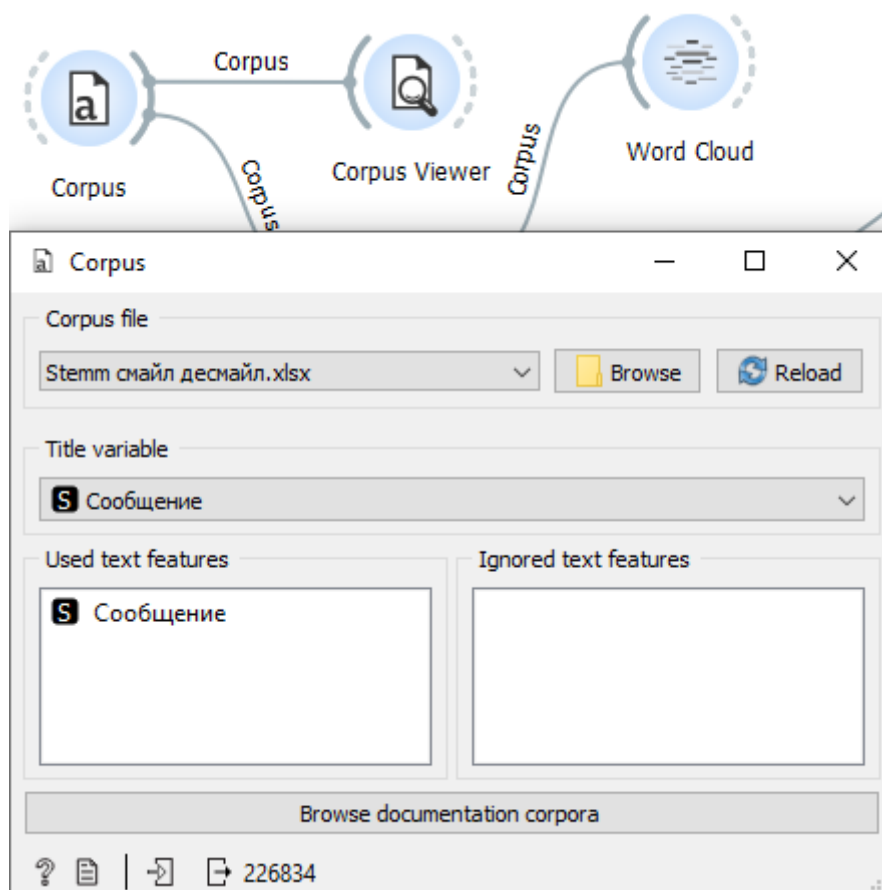 Corpus
Corpus
Corpus Viewer
Corpus
Corpus
Word Cloud
Corpus
Corpus file
Stemm смайл десмайл.xlsx
Browse
Reload
Title variable
S Сообщение
Used text features
Ignored text features
S Сообщение
Browse documentation corpora
226834